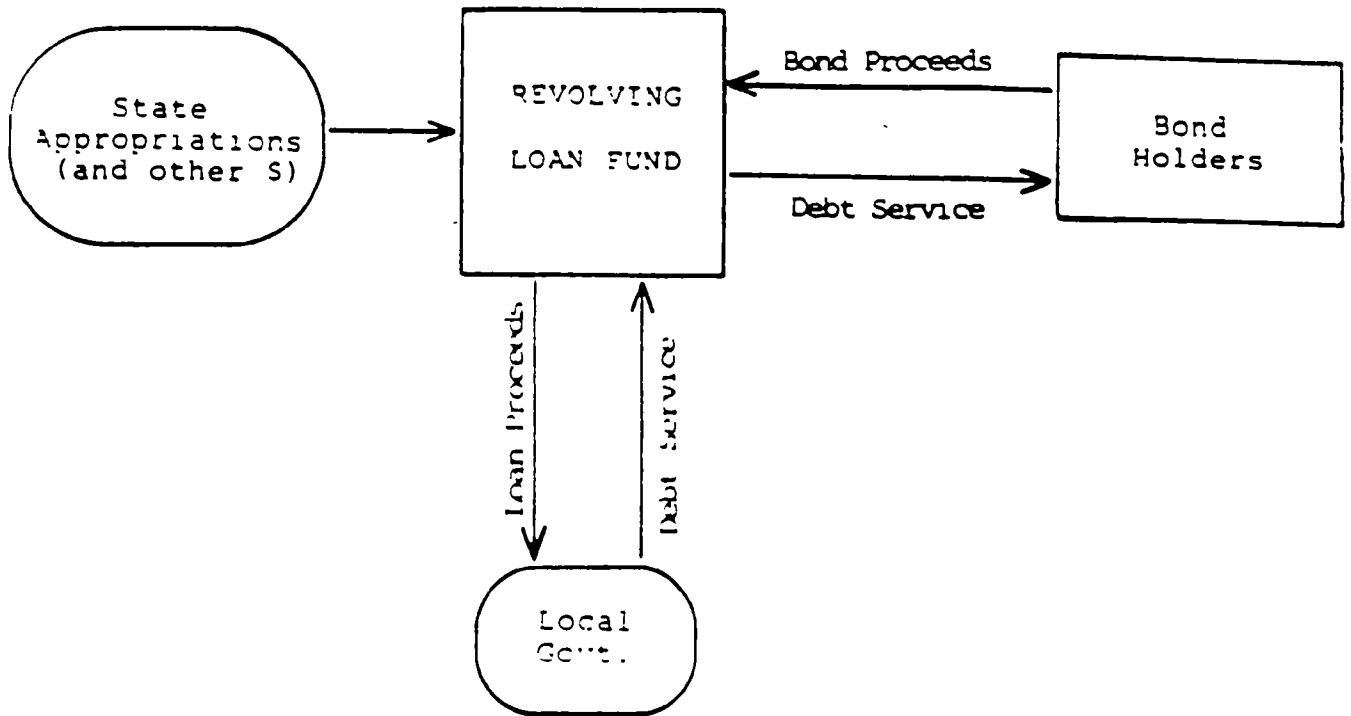 State
Appropriations
(and other $)
REVOLVING
LOAN FUND
Bond Proceeds
Debt Service
Bond
Holders
Loan Proceeds
Debt Service
Local
Govt.